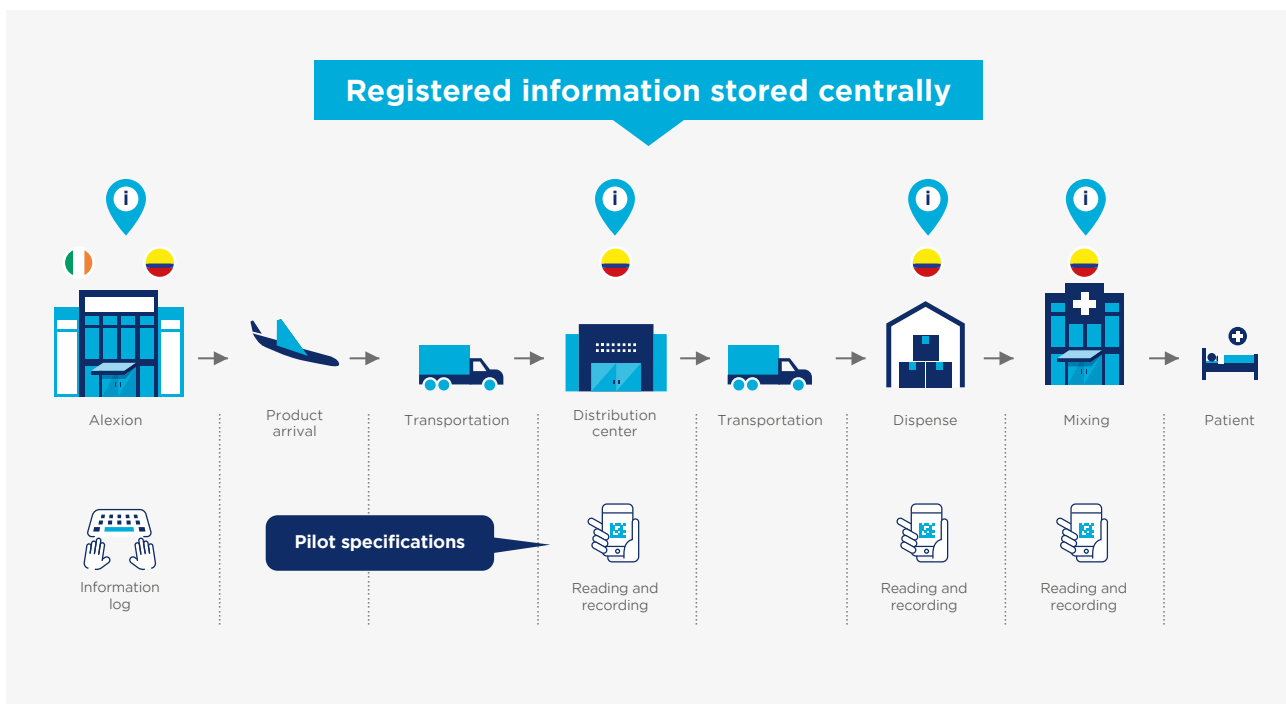 Registered information stored centrally
i
i
i
i
Alexion
Product
arrival
Transportation
Distribution
center
Transportation
Dispense
Mixing
Patient
Pilot specifications
Information
log
Reading and
recording
Reading and
recording
Reading and
recording